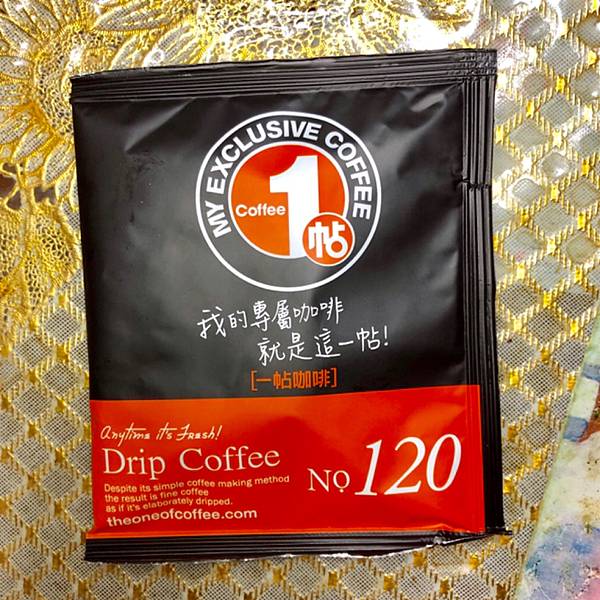 MY EXCLUSIVE COFFEE
Coffee 1 帖
我的專屬咖啡
就是這一帖!
[一帖咖啡]
Anytime it's Fresh!
Drip Coffee
Despite its simple coffee making method
the result is fine coffee
as if it's elaborately dripped.
theoneofcoffee.com
No 120